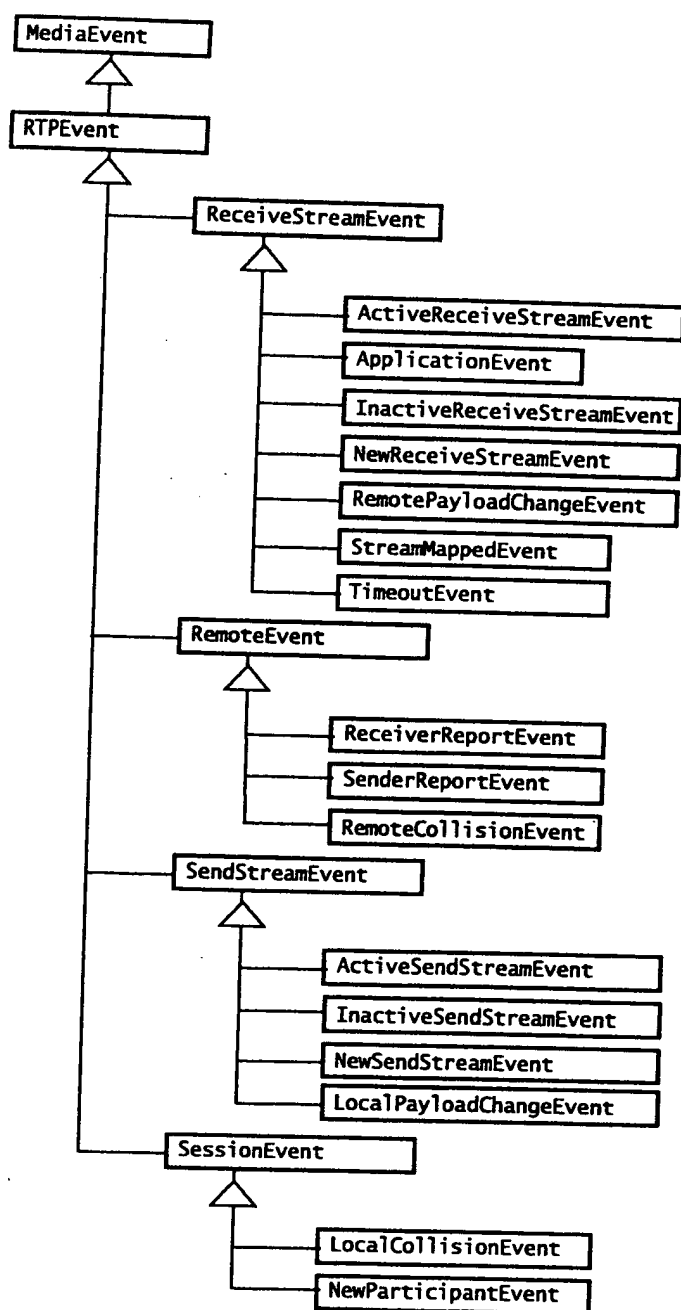 MediaEvent
RTPEvent
ReceiveStreamEvent
ActiveReceiveStreamEvent
ApplicationEvent
InactiveReceiveStreamEvent
NewReceiveStreamEvent
RemotePayloadChangeEvent
StreamMappedEvent
TimeoutEvent
RemoteEvent
ReceiverReportEvent
SenderReportEvent
RemoteCollisionEvent
SendStreamEvent
ActiveSendStreamEvent
InactiveSendStreamEvent
NewSendStreamEvent
LocalPayloadChangeEvent
SessionEvent
LocalCollisionEvent
NewParticipantEvent